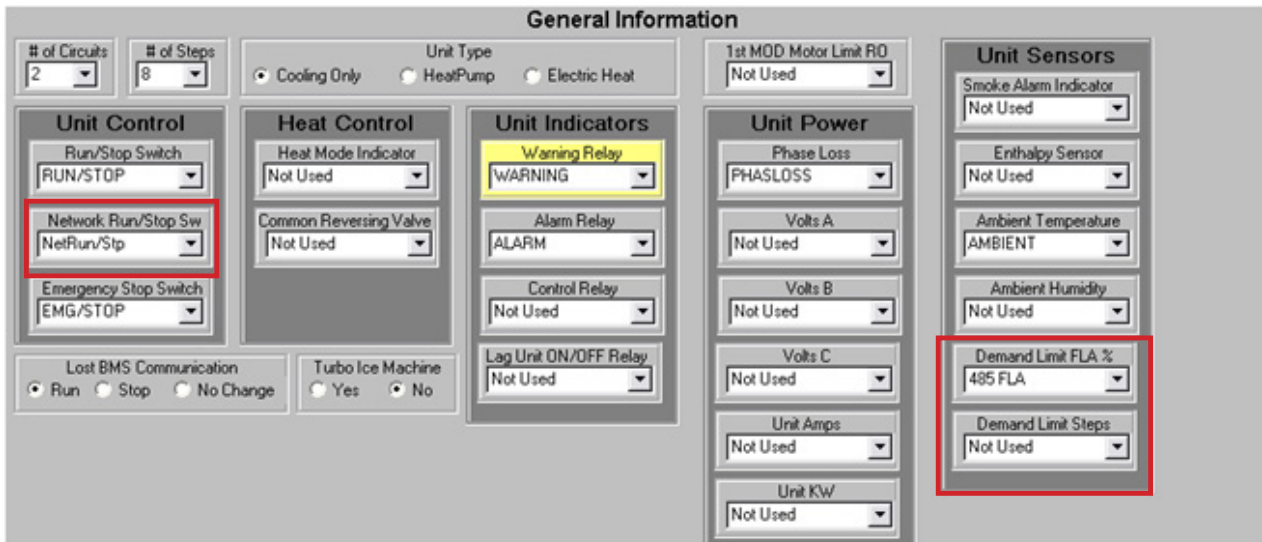 General Information
# of Circuits
2
# of Steps
8
Unit Type
Cooling Only HeatPump Electric Heat
1st MOD Motor Limit RO
Not Used
Unit Control
Run/Stop Switch
RUN/STOP
Network Run/Stop Sw
NetRun/Stp
Emergency Stop Switch
EMG/STOP
Lost BMS Communication
Run Stop No Change
Heat Control
Heat Mode Indicator
Not Used
Common Reversing Valve
Not Used
Turbo Ice Machine
Yes No
Unit Indicators
Warning Relay
WARNING
Alarm Relay
ALARM
Control Relay
Not Used
Lag Unit ON/OFF Relay
Not Used
Unit Power
Phase Loss
PHASLOSS
Volts A
Not Used
Volts B
Not Used
Volts C
Not Used
Unit Amps
Not Used
Unit KW
Not Used
Unit Sensors
Smoke Alarm Indicator
Not Used
Enthalpy Sensor
Not Used
Ambient Temperature
AMBIENT
Ambient Humidity
Not Used
Demand Limit FLA %
485 FLA
Demand Limit Steps
Not Used